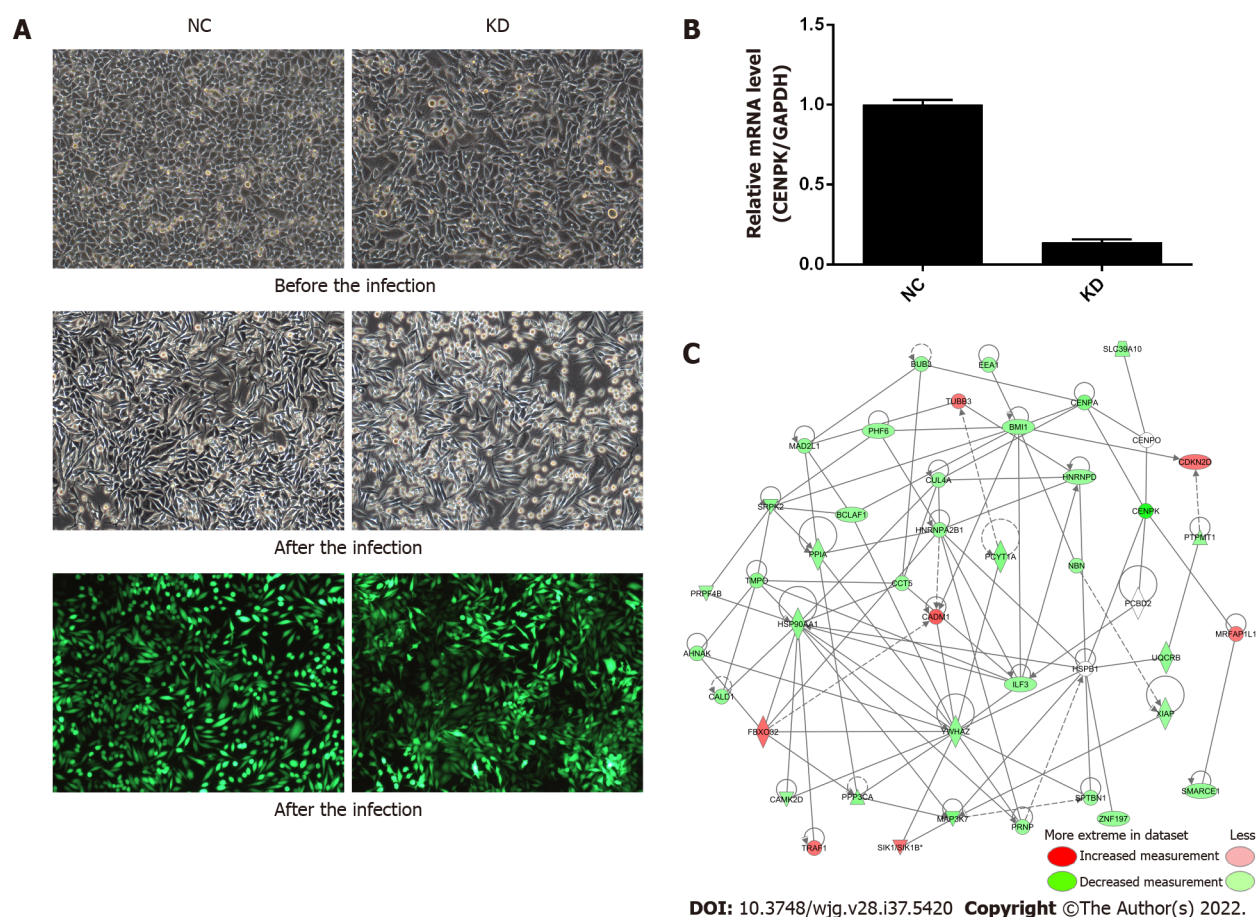 A
NC
KD
Before the infection
After the infection
After the infection
B
Relative mRNA level
(CENPK/GAPDH)
1.5
1.0
0.5
0.0
NC
KD
C
SLC39A10
BUB3
EEA1
TUBB3
CENPA
PHF6
BMI1
MAD2L1
CENPO
CDKN2D
CUL4A
HNRNPD
SRPK2
BCLAF1
HNRNPA2B1
CENPK
PTPMT1
PPIA
PCYT1A
NBN
TMPO
CCT5
PRPF4B
PCBD2
HSP90AA1
CADM1
MRFAP1L1
AHNAK
HSPB1
UQCRB
ILF3
CALD1
XIAP
FBXO32
YWHAZ
CAMK2D
PPP3CA
SPTBN1
SMARCE1
MAP3K7
PRNP
ZNF197
TRAF1
SIK1/SIK1B*
More extreme in dataset Less
Increased measurement
Decreased measurement
DOI: 10.3748/wjg.v28.i37.5420 Copyright ©The Author(s) 2022.